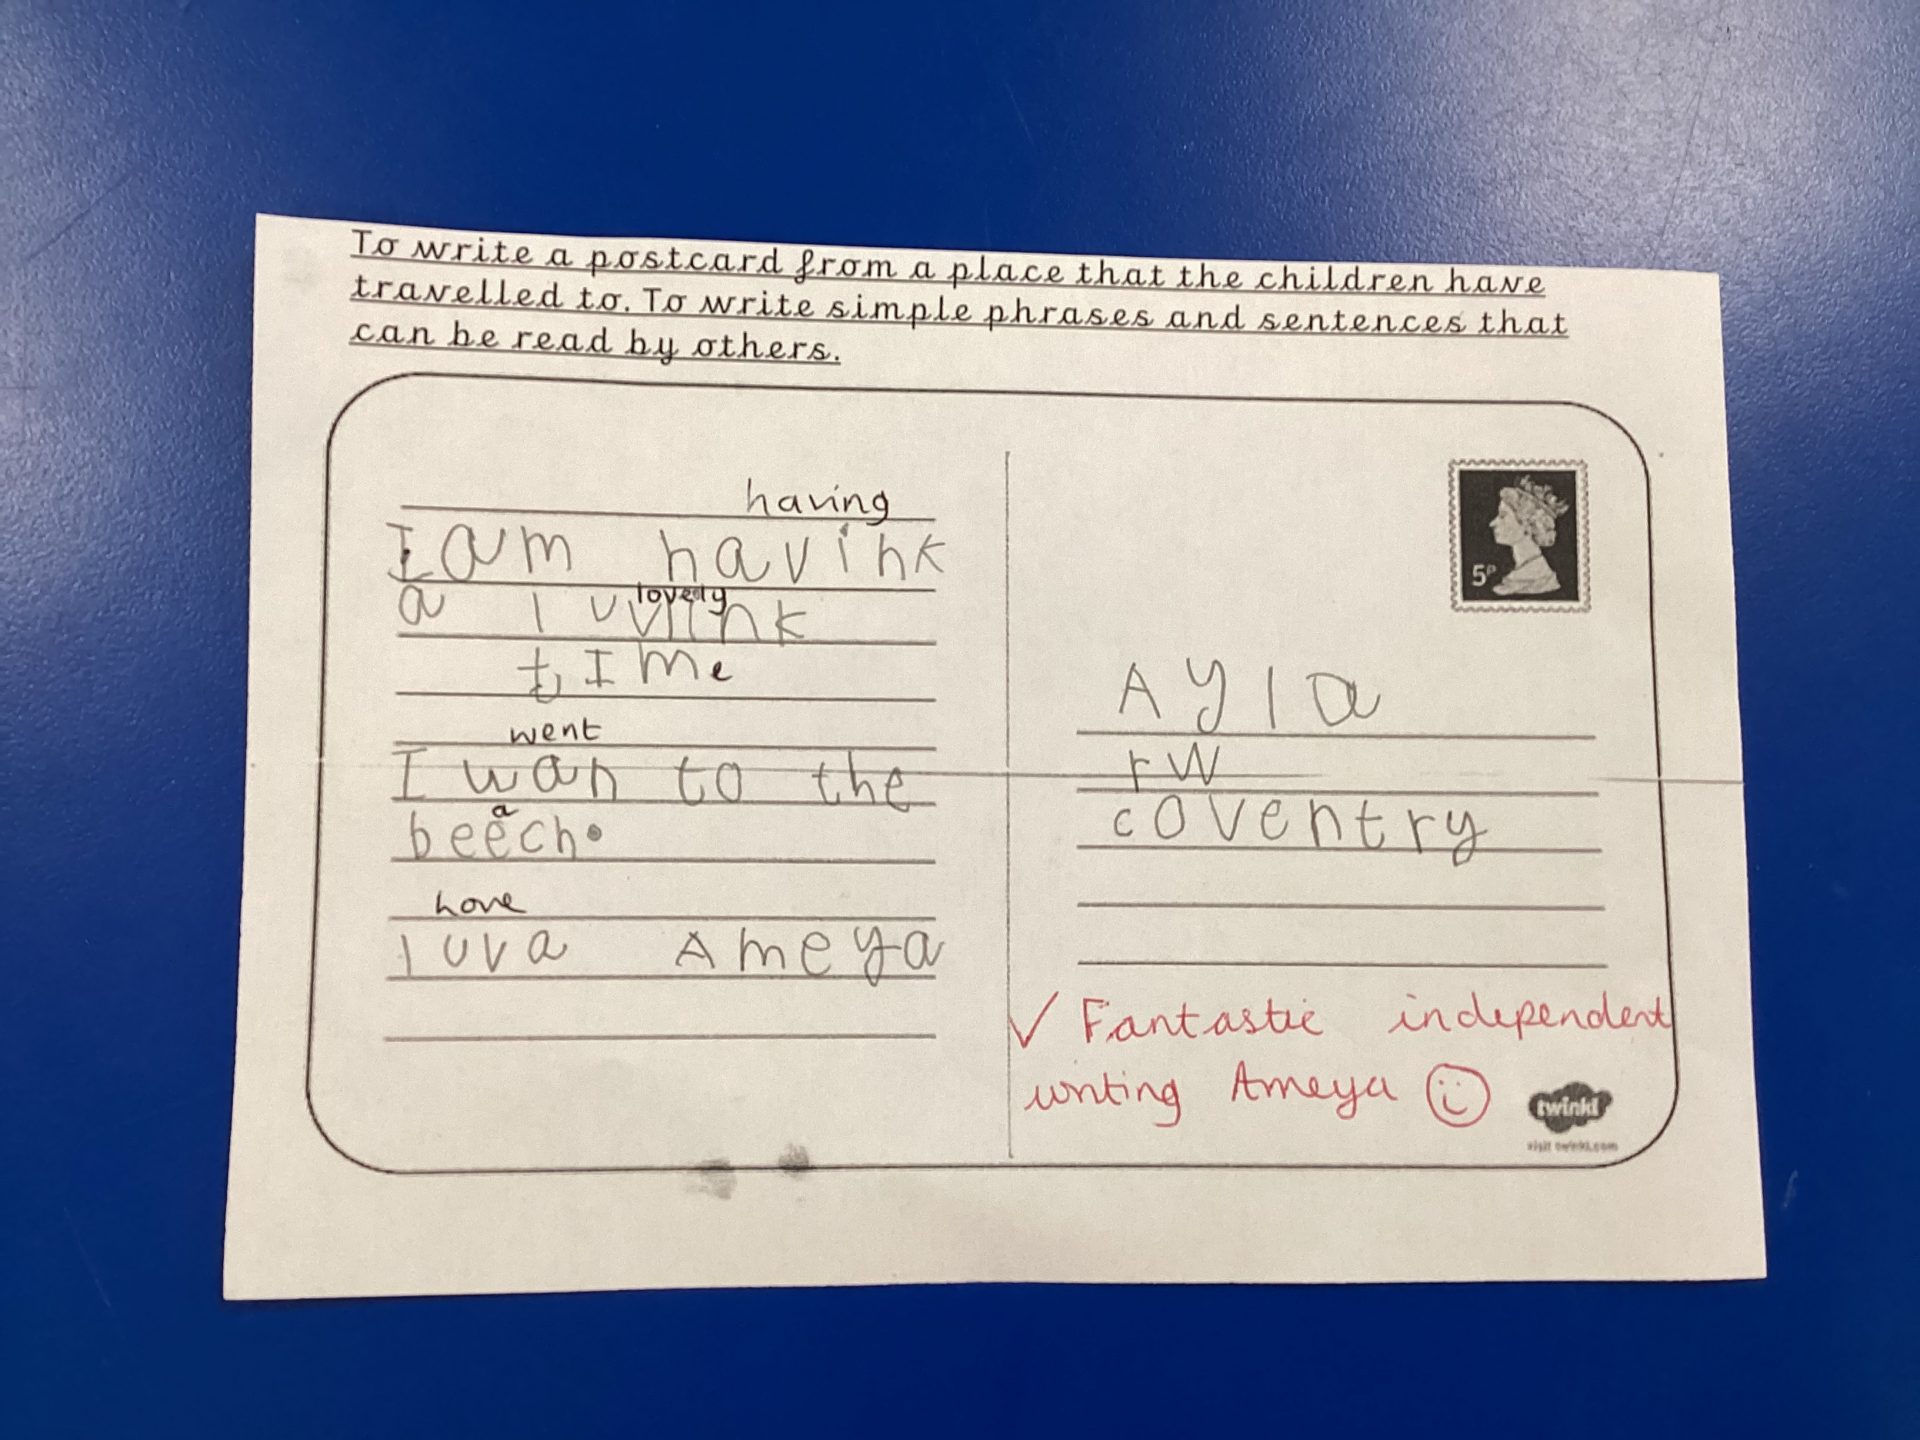 To write a postcard from a place that the children have
travelled to. To write simple phrases and sentences that
can be read by others.
having
I am havink
a luvlink
lovely
tIme
went
I wan to the
a
beech.
love
luva Ameya
5P
Ayla
rW
coventry
✓ Fantastic independent
writing Ameya ☺
twinkl
visit twinkl.com